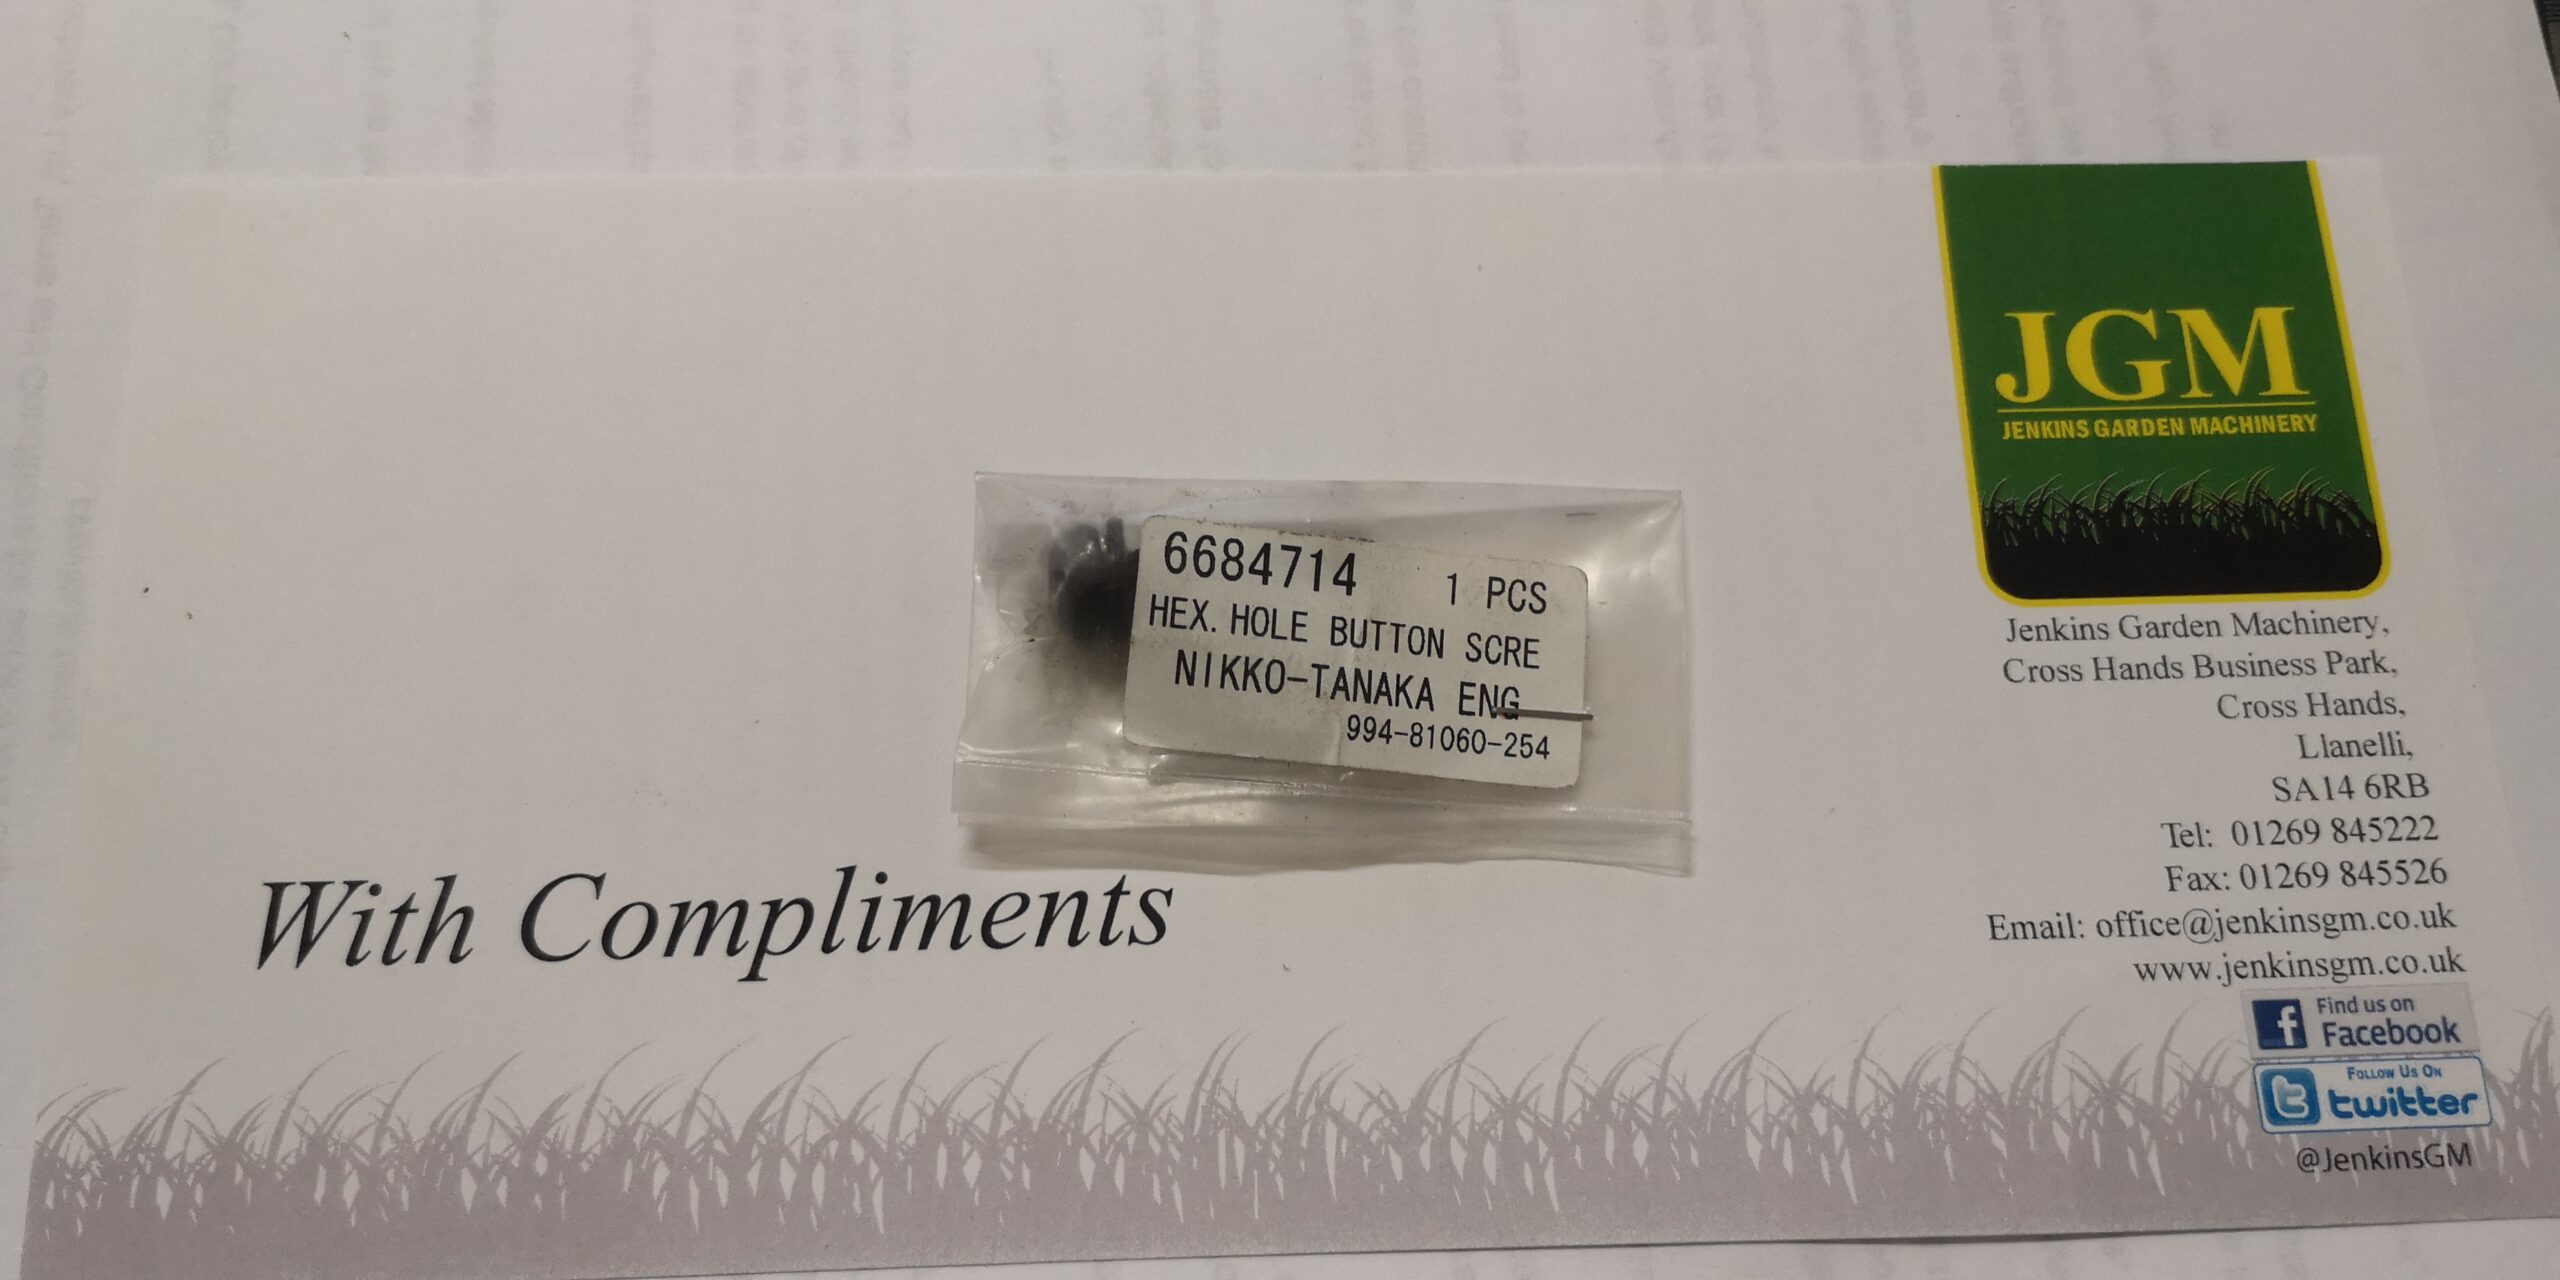 JGM
JENKINS GARDEN MACHINERY
6684714 1 PCS
HEX. HOLE BUTTON SCRE
NIKKO-TANAKA ENG
994-81060-254
With Compliments
Jenkins Garden Machinery,
Cross Hands Business Park,
Cross Hands,
Llanelli,
SA14 6RB
Tel: 01269 845222
Fax: 01269 845526
Email: office@jenkinsgm.co.uk
www.jenkinsgm.co.uk
f Find us on
Facebook
FOLLOW US ON
t twitter
@JenkinsGM